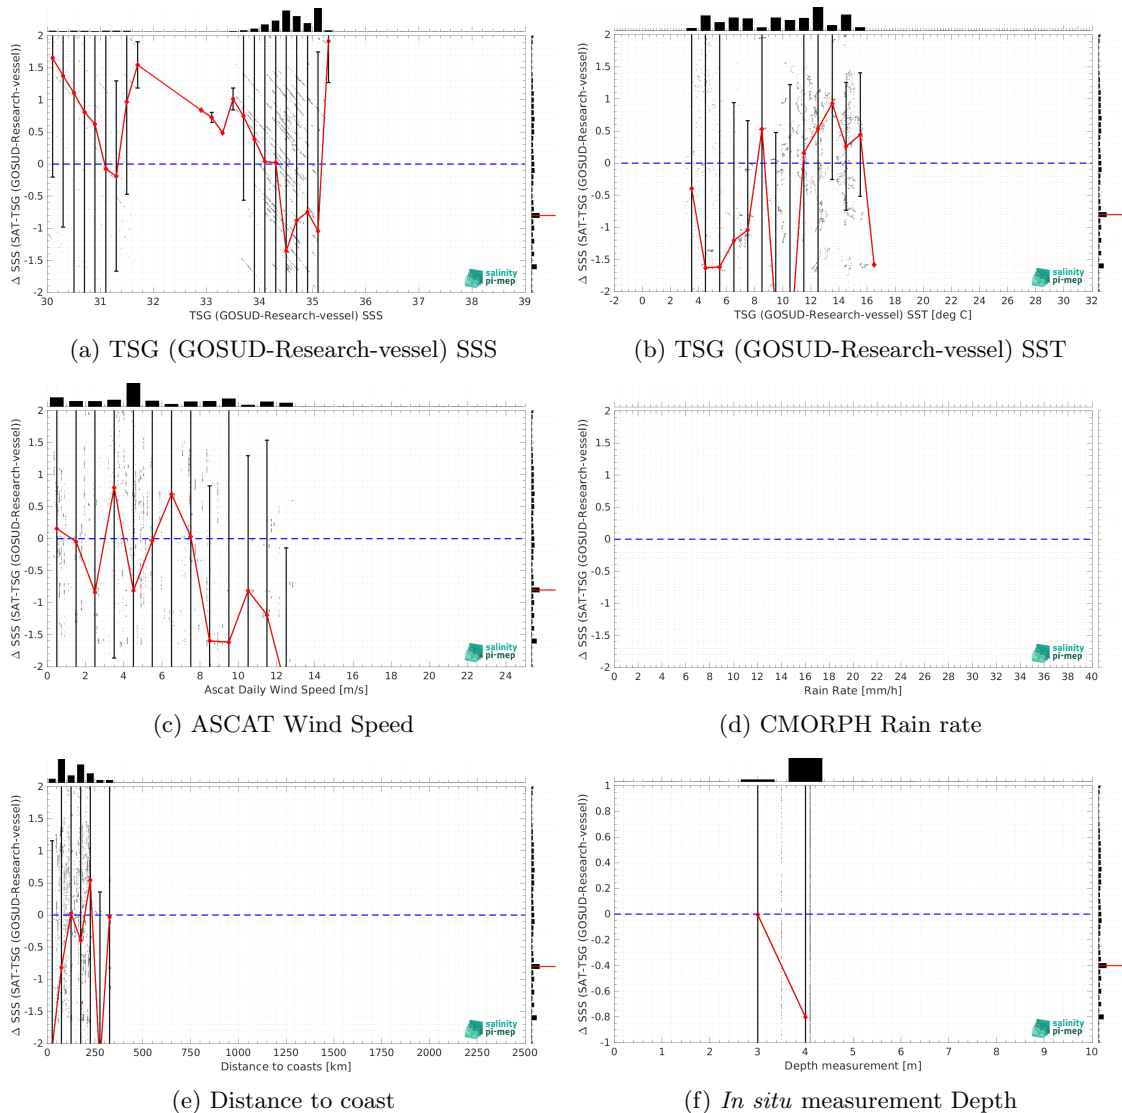 Δ SSS (SAT-TSG (GOSUD-Research-vessel))
2
1.5
1
0.5
0
-0.5
-1
-1.5
-2
30 31 32 33 34 35 36 37 38 39
TSG (GOSUD-Research-vessel) SSS
salinity
pi-mep
(a) TSG (GOSUD-Research-vessel) SSS
Δ SSS (SAT-TSG (GOSUD-Research-vessel))
2
1.5
1
0.5
0
-0.5
-1
-1.5
-2
-2 0 2 4 6 8 10 12 14 16 18 20 22 24 26 28 30 32
TSG (GOSUD-Research-vessel) SST [deg C]
salinity
pi-mep
(b) TSG (GOSUD-Research-vessel) SST
Δ SSS (SAT-TSG (GOSUD-Research-vessel))
2
1.5
1
0.5
0
-0.5
-1
-1.5
-2
0 2 4 6 8 10 12 14 16 18 20 22 24
Ascat Daily Wind Speed [m/s]
salinity
pi-mep
(c) ASCAT Wind Speed
Δ SSS (SAT-TSG (GOSUD-Research-vessel))
2
1.5
1
0.5
0
-0.5
-1
-1.5
-2
0 2 4 6 8 10 12 14 16 18 20 22 24 26 28 30 32 34 36 38 40
Rain Rate [mm/h]
salinity
pi-mep
(d) CMORPH Rain rate
Δ SSS (SAT-TSG (GOSUD-Research-vessel))
2
1.5
1
0.5
0
-0.5
-1
-1.5
-2
0 250 500 750 1000 1250 1500 1750 2000 2250 2500
Distance to coasts [km]
salinity
pi-mep
(e) Distance to coast
Δ SSS (SAT-TSG (GOSUD-Research-vessel))
1
0.8
0.6
0.4
0.2
0
-0.2
-0.4
-0.6
-0.8
-1
0 1 2 3 4 5 6 7 8 9 10
Depth measurement [m]
salinity
pi-mep
(f) In situ measurement Depth